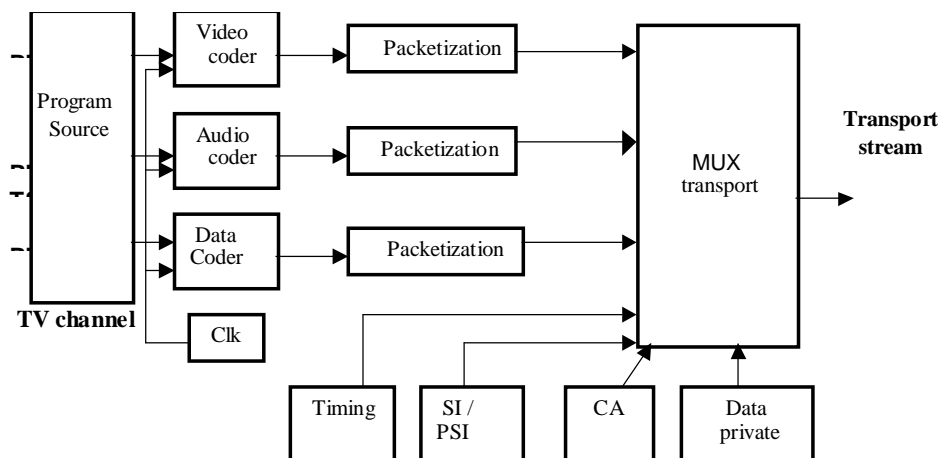 Video
coder
Packetization
Program
Source
Audio
coder
Packetization
MUX
transport
Transport
stream
Data
Coder
Packetization
TV channel
Clk
Timing
SI /
PSI
CA
Data
private